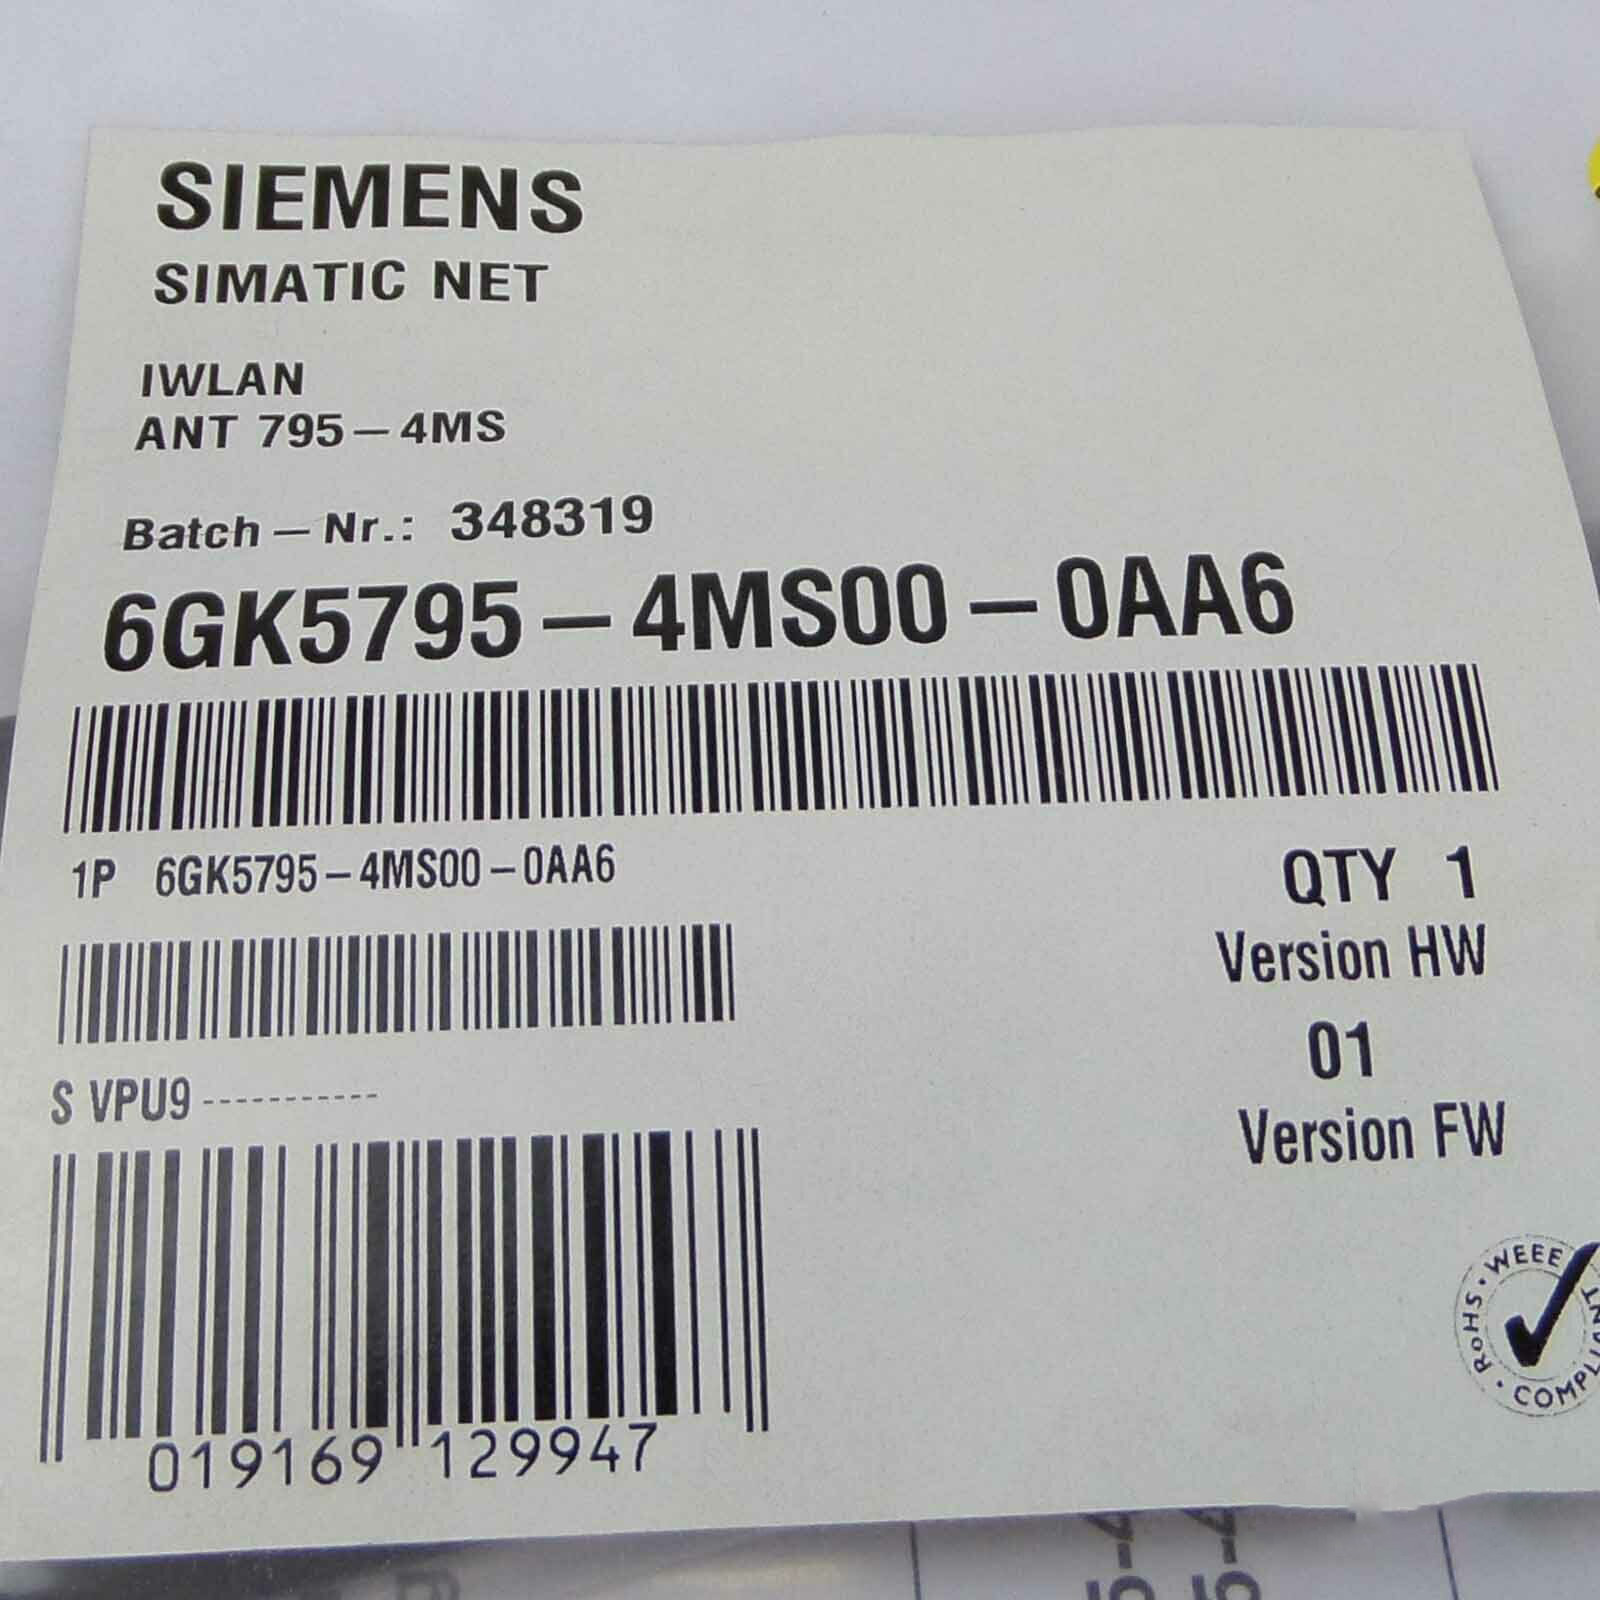 SIEMENS
SIMATIC NET
IWLAN
ANT 795-4MS
Batch-Nr.: 348319
6GK5795-4MS00-0AA6
1P 6GK5795-4MS00-0AA6
QTY 1
Version HW
01
Version FW
S VPU9-----------
RoHS · WEEE
COMPLIANT
019169 129947